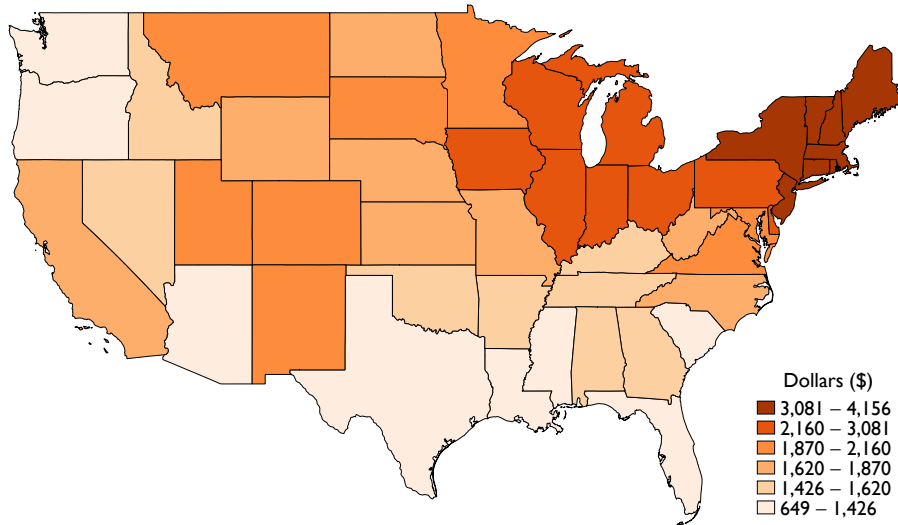 Dollars ($)
3,081 – 4,156
2,160 – 3,081
1,870 – 2,160
1,620 – 1,870
1,426 – 1,620
649 – 1,426